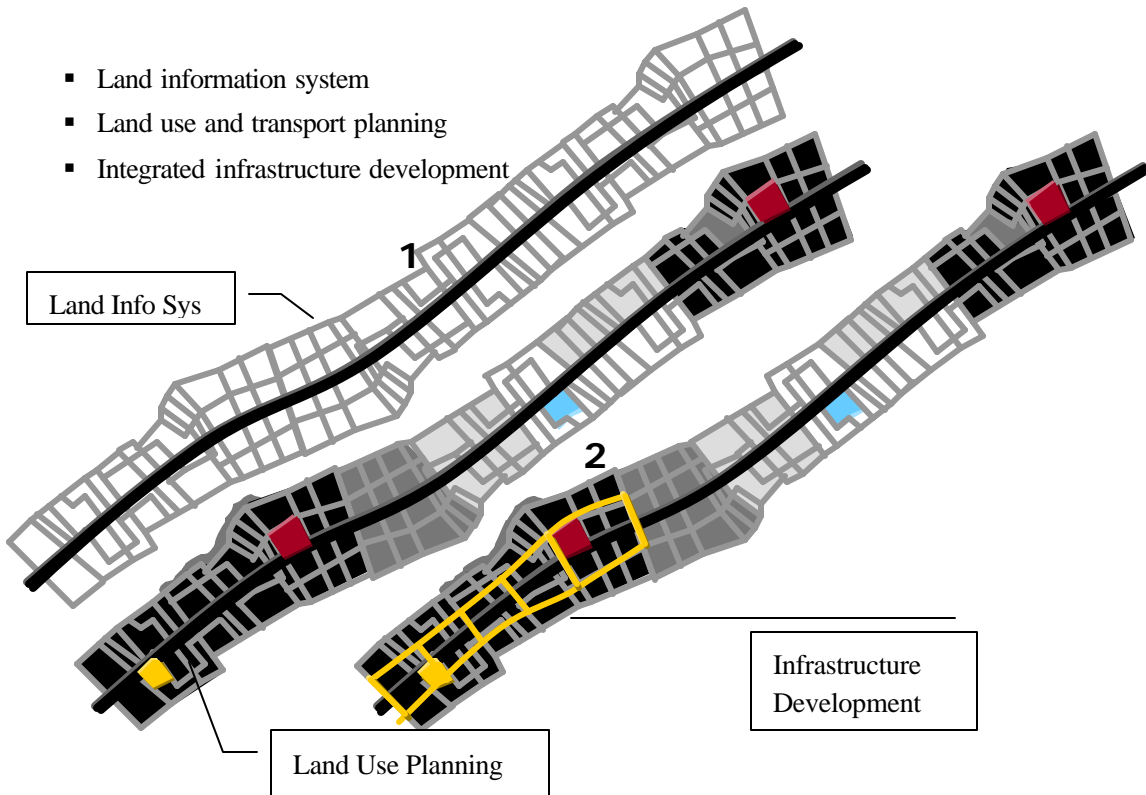 ▪ Land information system
▪ Land use and transport planning
▪ Integrated infrastructure development
1
Land Info Sys
2
Infrastructure
Development
Land Use Planning